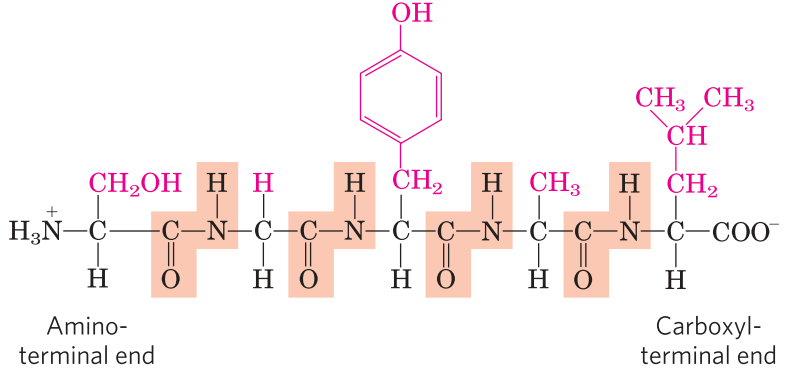 OH
CH₃ CH₃
CH
CH₂OH H H H CH₂ H CH₃ H CH₂
H₃N⁺—C—C—N—C—C—N—C—C—N—C—C—N—C—COO⁻
H O H O H O H O H
Amino-
terminal end
Carboxyl-
terminal end